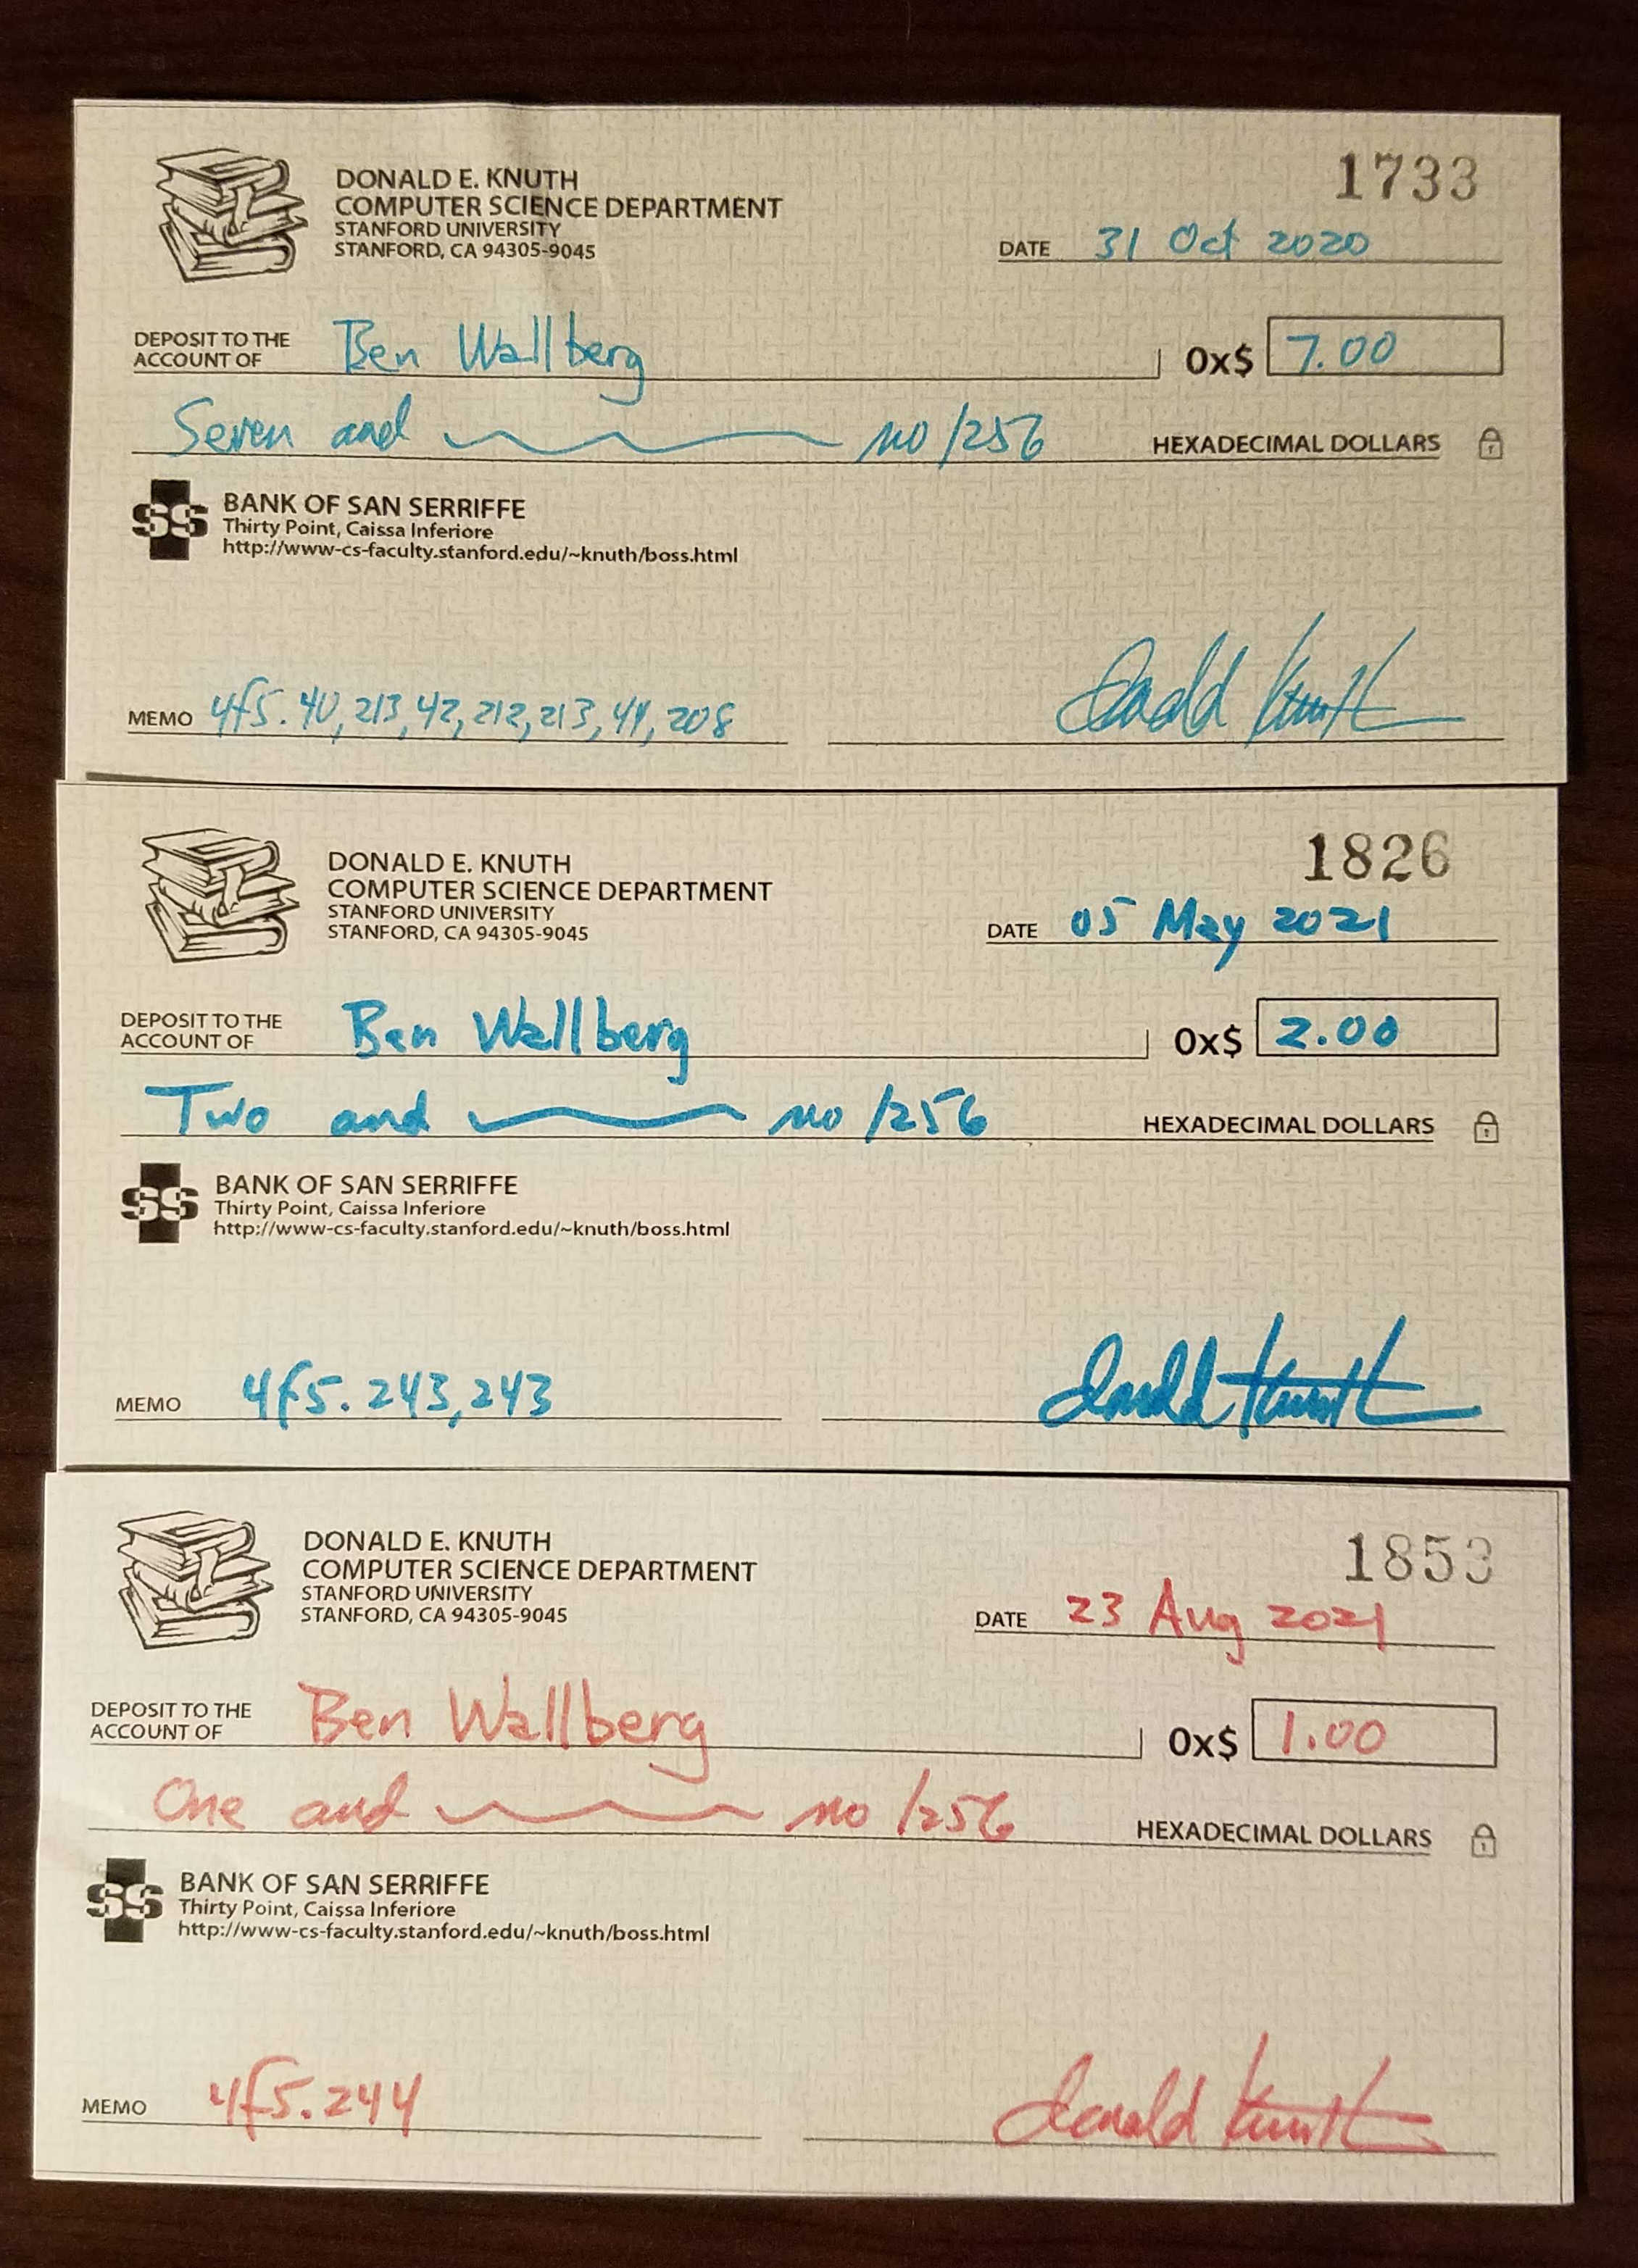 1733
DONALD E. KNUTH
COMPUTER SCIENCE DEPARTMENT
STANFORD UNIVERSITY
STANFORD, CA 94305-9045
DATE 31 Oct 2020
DEPOSIT TO THE
ACCOUNT OF Ben Wallberg 0x$ 7.00
Seven and no/256 HEXADECIMAL DOLLARS
SS
BANK OF SAN SERRIFFE
Thirty Point, Caissa Inferiore
http://www-cs-faculty.stanford.edu/~knuth/boss.html
MEMO 4f5.40,213,42,212,213,41,208 Donald Knuth
1826
DONALD E. KNUTH
COMPUTER SCIENCE DEPARTMENT
STANFORD UNIVERSITY
STANFORD, CA 94305-9045
DATE 05 May 2021
DEPOSIT TO THE
ACCOUNT OF Ben Wallberg 0x$ 2.00
Two and no/256 HEXADECIMAL DOLLARS
SS
BANK OF SAN SERRIFFE
Thirty Point, Caissa Inferiore
http://www-cs-faculty.stanford.edu/~knuth/boss.html
MEMO 4f5.243,243 Donald Knuth
1853
DONALD E. KNUTH
COMPUTER SCIENCE DEPARTMENT
STANFORD UNIVERSITY
STANFORD, CA 94305-9045
DATE 23 Aug 2021
DEPOSIT TO THE
ACCOUNT OF Ben Wallberg 0x$ 1.00
One and no/256 HEXADECIMAL DOLLARS
SS
BANK OF SAN SERRIFFE
Thirty Point, Caissa Inferiore
http://www-cs-faculty.stanford.edu/~knuth/boss.html
MEMO 4f5.244 Donald Knuth